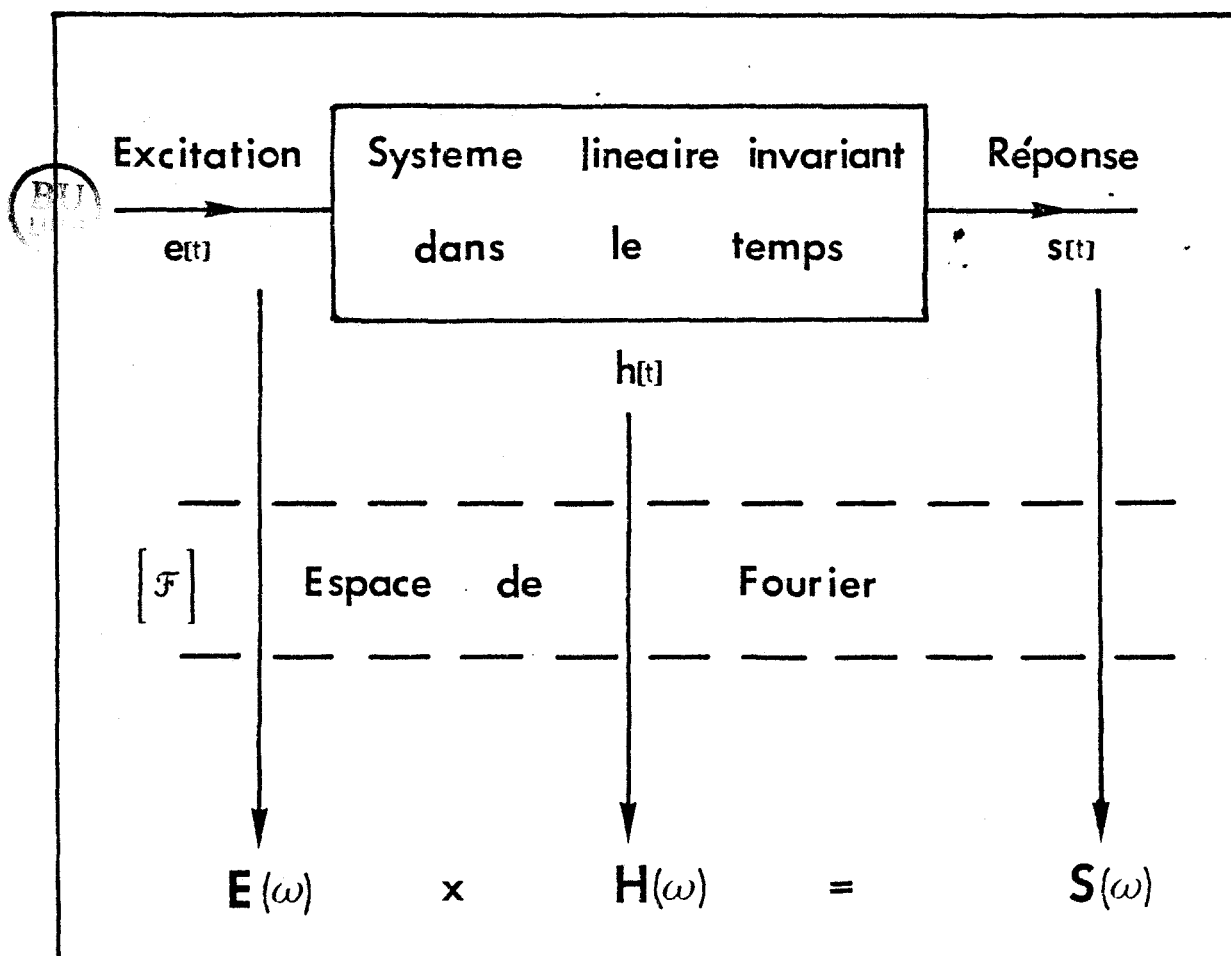 Excitation Systeme lineaire invariant Réponse
dans le temps
e[t] s[t]
h[t]
[ℱ] Espace de Fourier
E(ω) x H(ω) = S(ω)